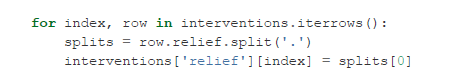 for index, row in interventions.iterrows():
    splits = row.relief.split('.')
    interventions['relief'][index] = splits[0]